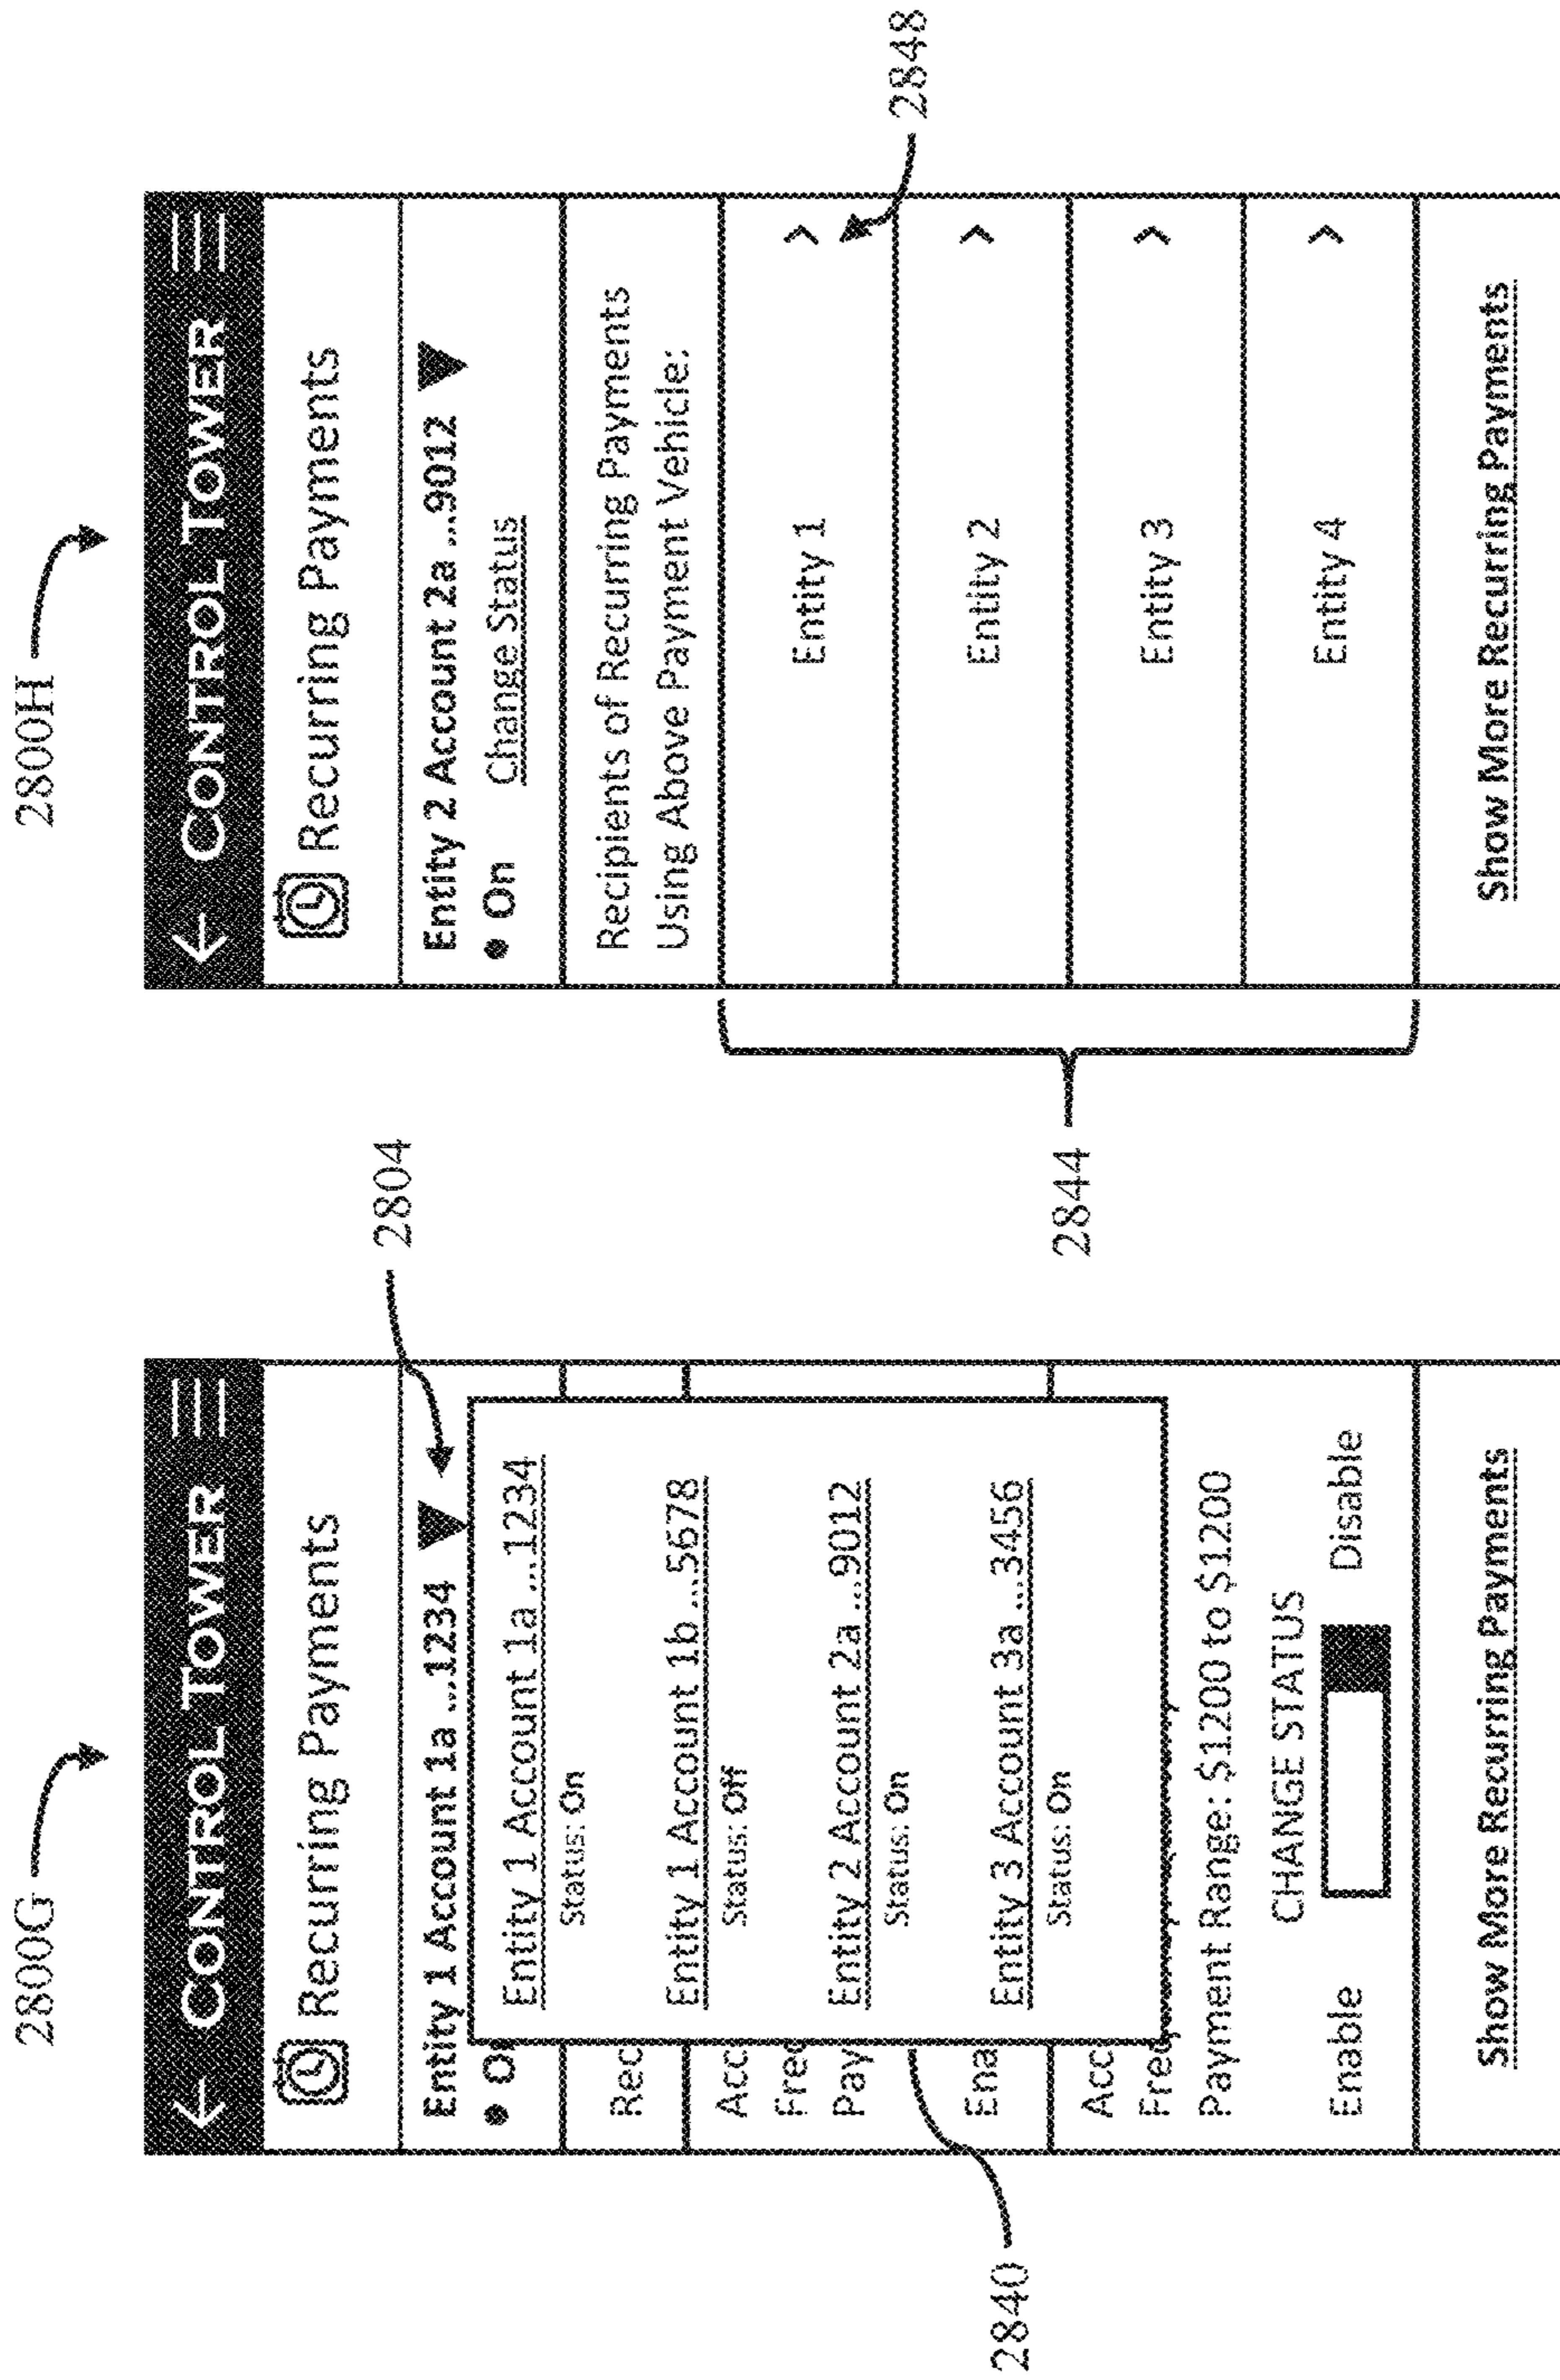 2800G
CONTROL TOWER
Recurring Payments
Entity 1 Account 1a ...1234
2804
Entity 1 Account 1a ...1234
Status: On
Entity 1 Account 1b ...5678
Status: Off
Entity 2 Account 2a ...9012
Status: On
Entity 3 Account 3a ...3456
Status: On
Rec
Acc
Fre
Pay
Ena
Acc
Fre
2840
Payment Range: $1200 to $1200
CHANGE STATUS
Enable Disable
Show More Recurring Payments
2800H
CONTROL TOWER
Recurring Payments
Entity 2 Account 2a ...9012
• On Change Status
Recipients of Recurring Payments
Using Above Payment Vehicle:
Entity 1 >
2848
Entity 2 >
Entity 3 >
Entity 4 >
2844
Show More Recurring Payments